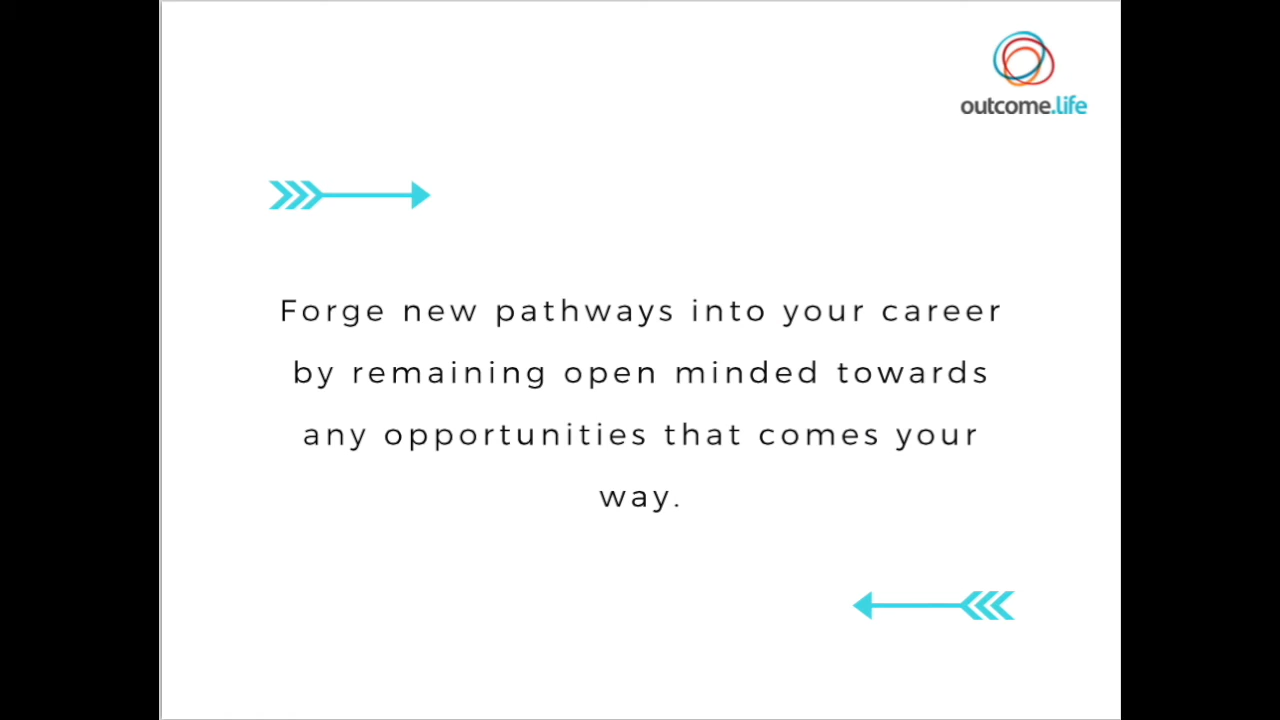 outcome.life
Forge new pathways into your career
by remaining open minded towards
any opportunities that comes your
way.